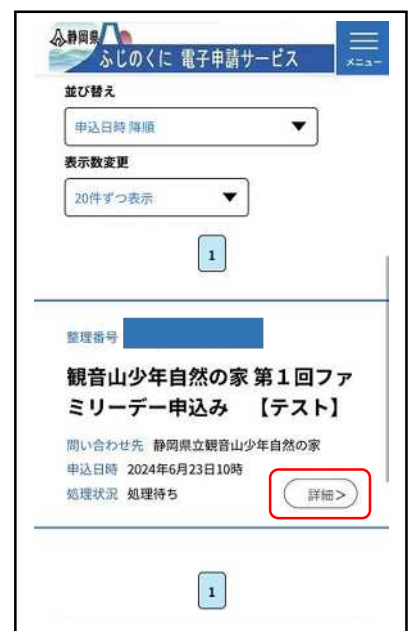 静岡県
ふじのくに 電子申請サービス
メニュー
並び替え
申込日時 降順 ▼
表示数変更
20件ずつ表示 ▼
1
整理番号
観音山少年自然の家 第１回ファ
ミリーデー申込み 【テスト】
問い合わせ先 静岡県立観音山少年自然の家
申込日時 2024年6月23日10時
処理状況 処理待ち
詳細>
1